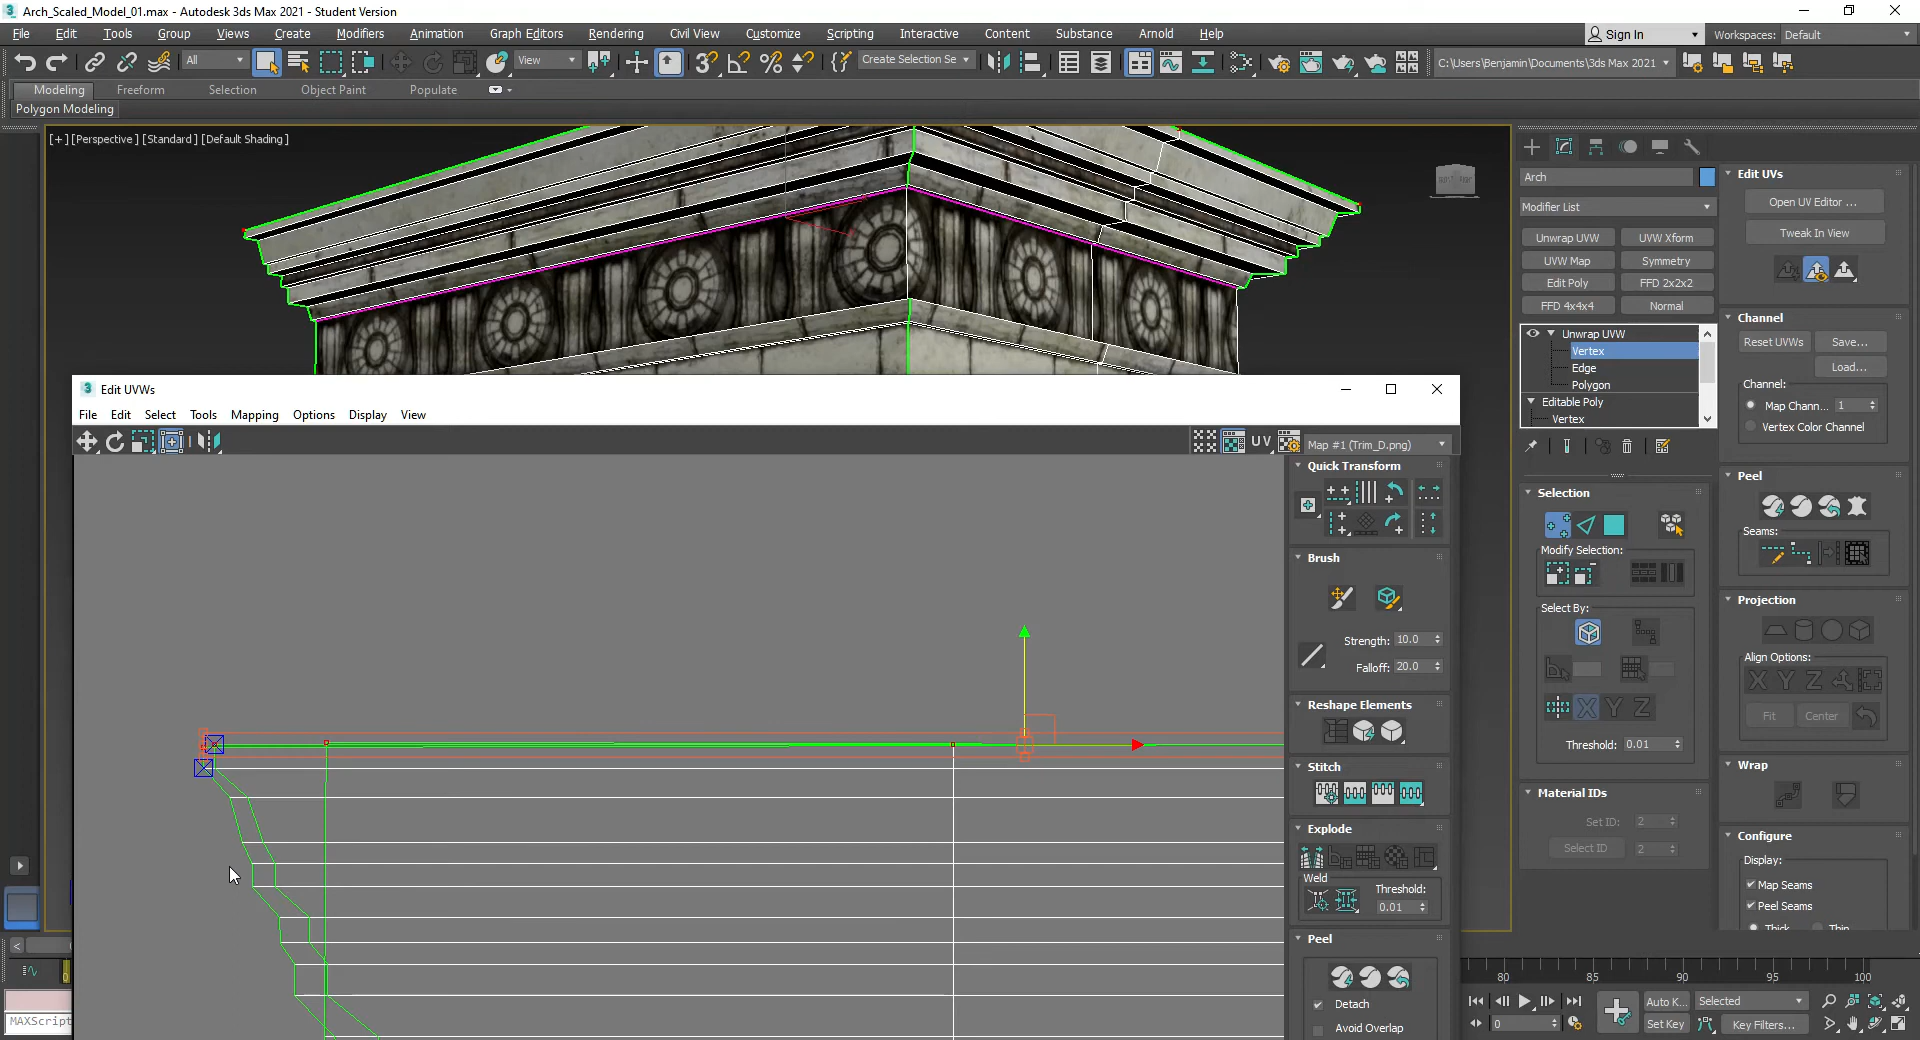 Arch_Scaled_Model_01.max - Autodesk 3ds Max 2021 - Student Version
File Edit Tools Group Views Create Modifiers Animation Graph Editors Rendering Civil View Customize Scripting Interactive Content Substance Arnold Help
Sign In Workspaces: Default
All View Create Selection Se C:\Users\Benjamin\Documents\3ds Max 2021
Modeling Freeform Selection Object Paint Populate
Polygon Modeling
[+] [Perspective] [Standard] [Default Shading]
Arch
Modifier List
Unwrap UVW UVW Xform
UVW Map Symmetry
Edit Poly FFD 2x2x2
FFD 4x4x4 Normal
Unwrap UVW
Vertex
Edge
Polygon
Editable Poly
Vertex
Selection
Modify Selection:
Select By:
X Y Z
Threshold: 0.01
Material IDs
Set ID: 2
Select ID 2
Edit UVs
Open UV Editor ...
Tweak In View
Channel
Reset UVWs Save...
Load...
Channel:
Map Chann... 1
Vertex Color Channel
Peel
Seams:
Projection
Align Options:
X Y Z
Fit Center
Wrap
Configure
Display:
Map Seams
Peel Seams
Thick Thin
Edit UVWs
File Edit Select Tools Mapping Options Display View
UV Map #1 (Trim_D.png)
Quick Transform
Brush
Strength: 10.0
Falloff: 20.0
Reshape Elements
Stitch
Explode
Weld
Threshold:
0.01
Peel
Detach
Avoid Overlap
0
MAXScript
80 85 90 95 100
Auto K... Selected
0 Set Key Key Filters...